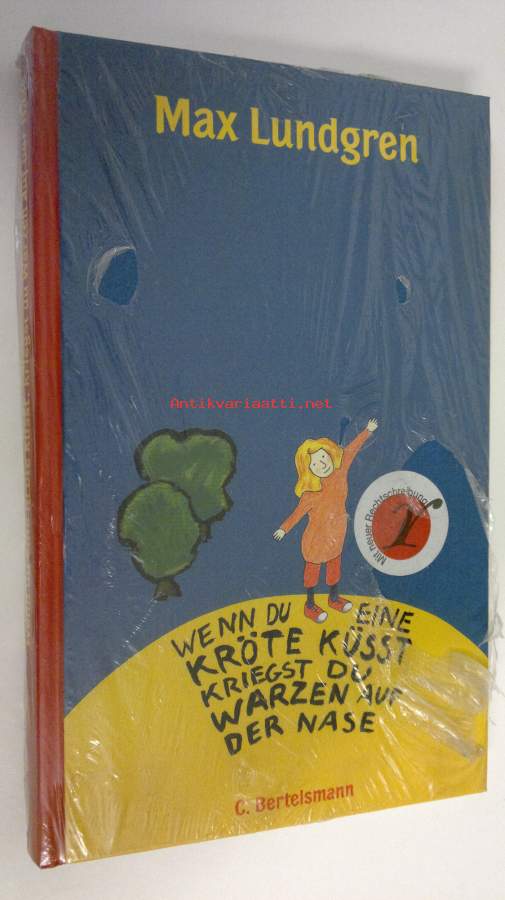 Max Lundgren
Antikvariaatti.net
Mit neuer Rechtschreibung
r
WENN DU EINE
KRÖTE KÜSST
KRIEGST DU
WARZEN AUF
DER NASE
C. Bertelsmann